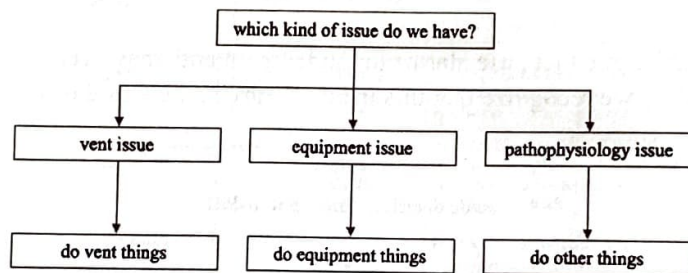 which kind of issue do we have?
vent issue
equipment issue
pathophysiology issue
do vent things
do equipment things
do other things